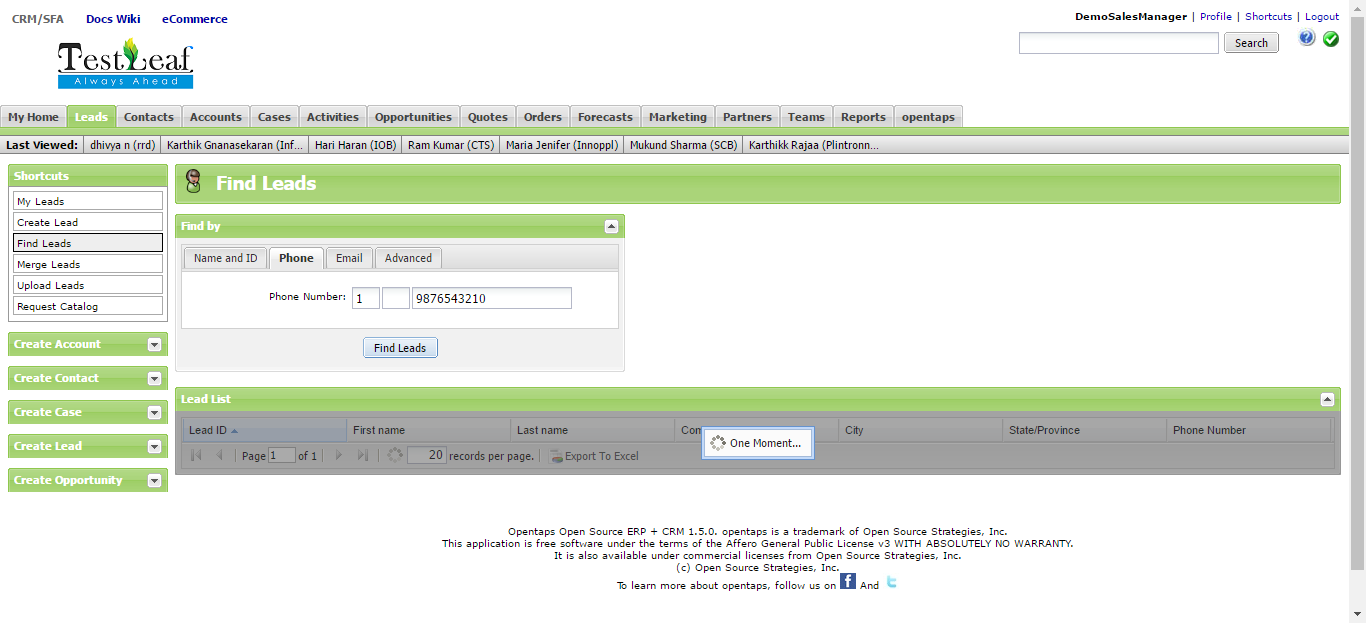 CRM/SFA Docs Wiki eCommerce
DemoSalesManager | Profile | Shortcuts | Logout
TestLeaf
Always Ahead
Search
My Home Leads Contacts Accounts Cases Activities Opportunities Quotes Orders Forecasts Marketing Partners Teams Reports opentaps
Last Viewed: dhivya n (rrd) Karthik Gnanasekaran (Inf... Hari Haran (IOB) Ram Kumar (CTS) Maria Jenifer (Innoppl) Mukund Sharma (SCB) Karthikk Rajaa (Plintronn...
Shortcuts
My Leads
Create Lead
Find Leads
Merge Leads
Upload Leads
Request Catalog
Create Account
Create Contact
Create Case
Create Lead
Create Opportunity
Find Leads
Find by
Name and ID Phone Email Advanced
Phone Number: 1 9876543210
Find Leads
Lead List
Lead ID First name Last name Com City State/Province Phone Number
One Moment...
Page 1 of 1 20 records per page. Export To Excel
Opentaps Open Source ERP + CRM 1.5.0. opentaps is a trademark of Open Source Strategies, Inc.
This application is free software under the terms of the Affero General Public License v3 WITH ABSOLUTELY NO WARRANTY.
It is also available under commercial licenses from Open Source Strategies, Inc.
(c) Open Source Strategies, Inc.
To learn more about opentaps, follow us on f And t